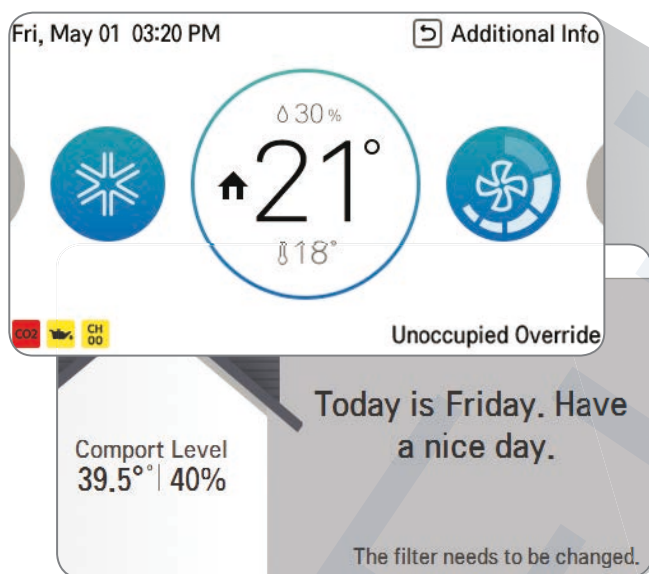 Fri, May 01 03:20 PM
Additional Info
30%
21°
18°
CO2
CH
00
Unoccupied Override
Today is Friday. Have
a nice day.
Comport Level
39.5°° | 40%
The filter needs to be changed.